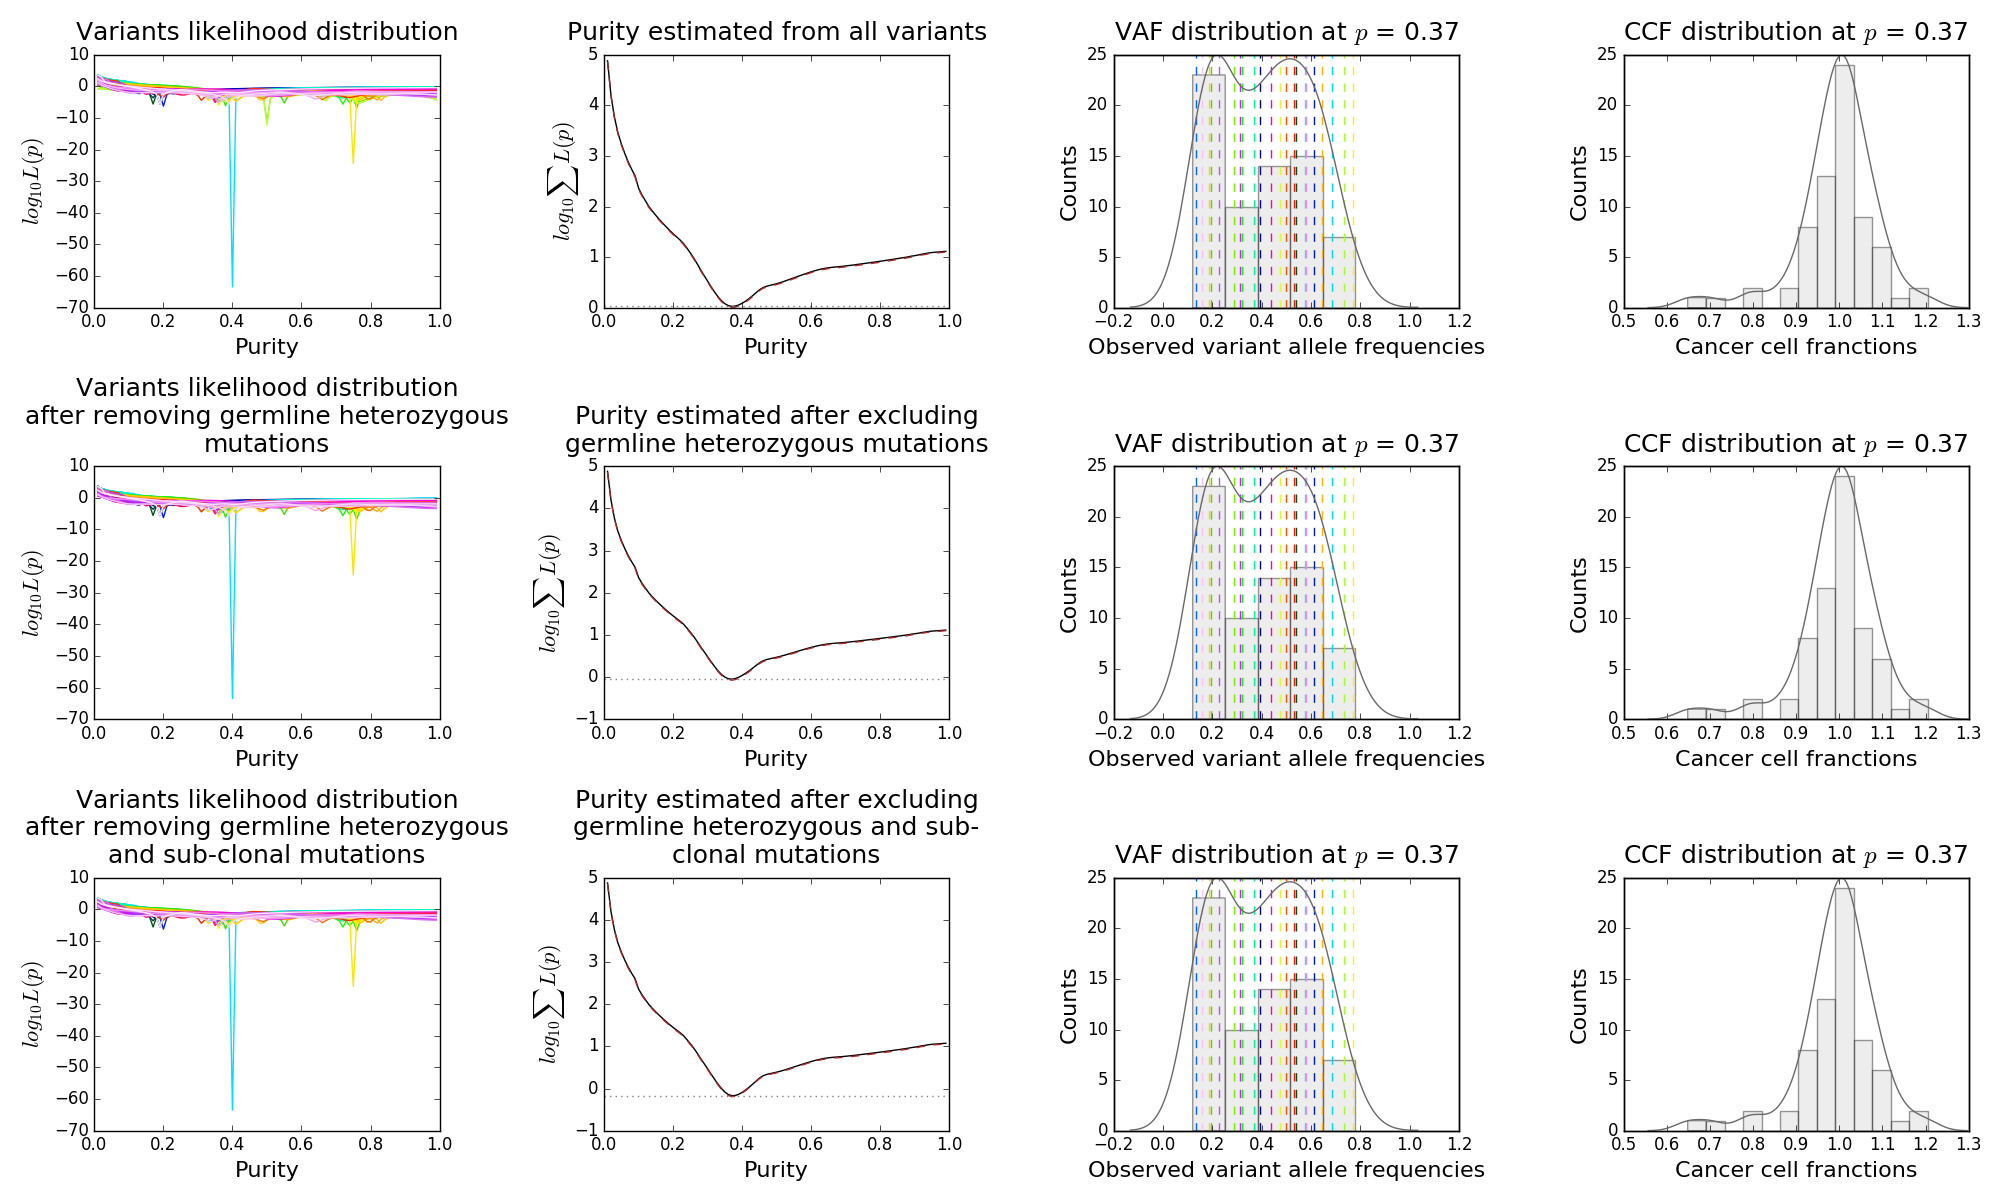 Variants likelihood distribution
10
0
−10
−20
−30
−40
−50
−60
−70
log10L(p)
0.0 0.2 0.4 0.6 0.8 1.0
Purity
Purity estimated from all variants
5
4
3
2
1
0
log10∑L(p)
0.0 0.2 0.4 0.6 0.8 1.0
Purity
VAF distribution at p = 0.37
25
20
15
10
5
0
Counts
−0.2 0.0 0.2 0.4 0.6 0.8 1.0 1.2
Observed variant allele frequencies
CCF distribution at p = 0.37
25
20
15
10
5
0
Counts
0.5 0.6 0.7 0.8 0.9 1.0 1.1 1.2 1.3
Cancer cell franctions
Variants likelihood distribution
after removing germline heterozygous
mutations
10
0
−10
−20
−30
−40
−50
−60
−70
log10L(p)
0.0 0.2 0.4 0.6 0.8 1.0
Purity
Purity estimated after excluding
germline heterozygous mutations
5
4
3
2
1
0
−1
log10∑L(p)
0.0 0.2 0.4 0.6 0.8 1.0
Purity
VAF distribution at p = 0.37
25
20
15
10
5
0
Counts
−0.2 0.0 0.2 0.4 0.6 0.8 1.0 1.2
Observed variant allele frequencies
CCF distribution at p = 0.37
25
20
15
10
5
0
Counts
0.5 0.6 0.7 0.8 0.9 1.0 1.1 1.2 1.3
Cancer cell franctions
Variants likelihood distribution
after removing germline heterozygous
and sub-clonal mutations
10
0
−10
−20
−30
−40
−50
−60
−70
log10L(p)
0.0 0.2 0.4 0.6 0.8 1.0
Purity
Purity estimated after excluding
germline heterozygous and sub-
clonal mutations
5
4
3
2
1
0
−1
log10∑L(p)
0.0 0.2 0.4 0.6 0.8 1.0
Purity
VAF distribution at p = 0.37
25
20
15
10
5
0
Counts
−0.2 0.0 0.2 0.4 0.6 0.8 1.0 1.2
Observed variant allele frequencies
CCF distribution at p = 0.37
25
20
15
10
5
0
Counts
0.5 0.6 0.7 0.8 0.9 1.0 1.1 1.2 1.3
Cancer cell franctions